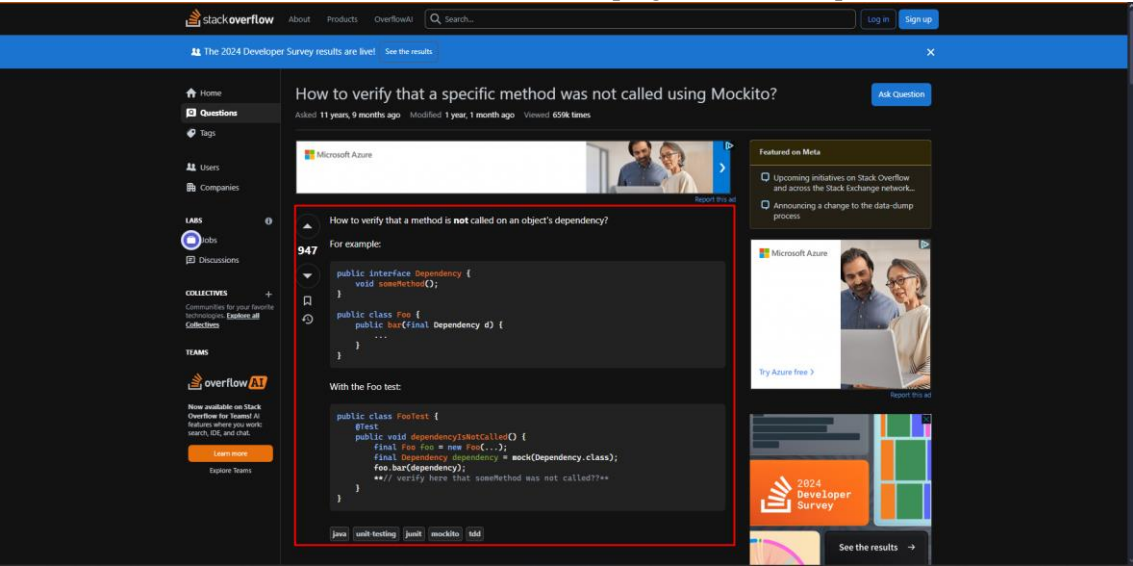 stack overflow
About Products OverflowAI Search...
Log in Sign up
The 2024 Developer Survey results are live! See the results
Home
Questions
Tags
Users
Companies
LABS
Jobs
Discussions
COLLECTIVES
Communities for your favorite
technologies. Explore all
Collectives
TEAMS
overflow AI
Now available on Stack
Overflow for Teams! AI
features where you work:
search, IDE, and chat.
Learn more
Explore Teams
How to verify that a specific method was not called using Mockito?
Ask Question
Asked 11 years, 9 months ago Modified 1 year, 1 month ago Viewed 659k times
Microsoft Azure
Report this ad
947
How to verify that a method is not called on an object's dependency?
For example:
public interface Dependency {
void someMethod();
}
public class Foo {
public bar(final Dependency d) {
...
}
}
With the Foo test:
public class FooTest {
@Test
public void dependencyIsNotCalled() {
final Foo foo = new Foo(...);
final Dependency dependency = mock(Dependency.class);
foo.bar(dependency);
**// verify here that someMethod was not called??**
}
}
java unit-testing junit mockito tdd
Featured on Meta
Upcoming initiatives on Stack Overflow
and across the Stack Exchange network...
Announcing a change to the data-dump
process
Microsoft Azure
Try Azure free >
Report this ad
2024
Developer
Survey
See the results →